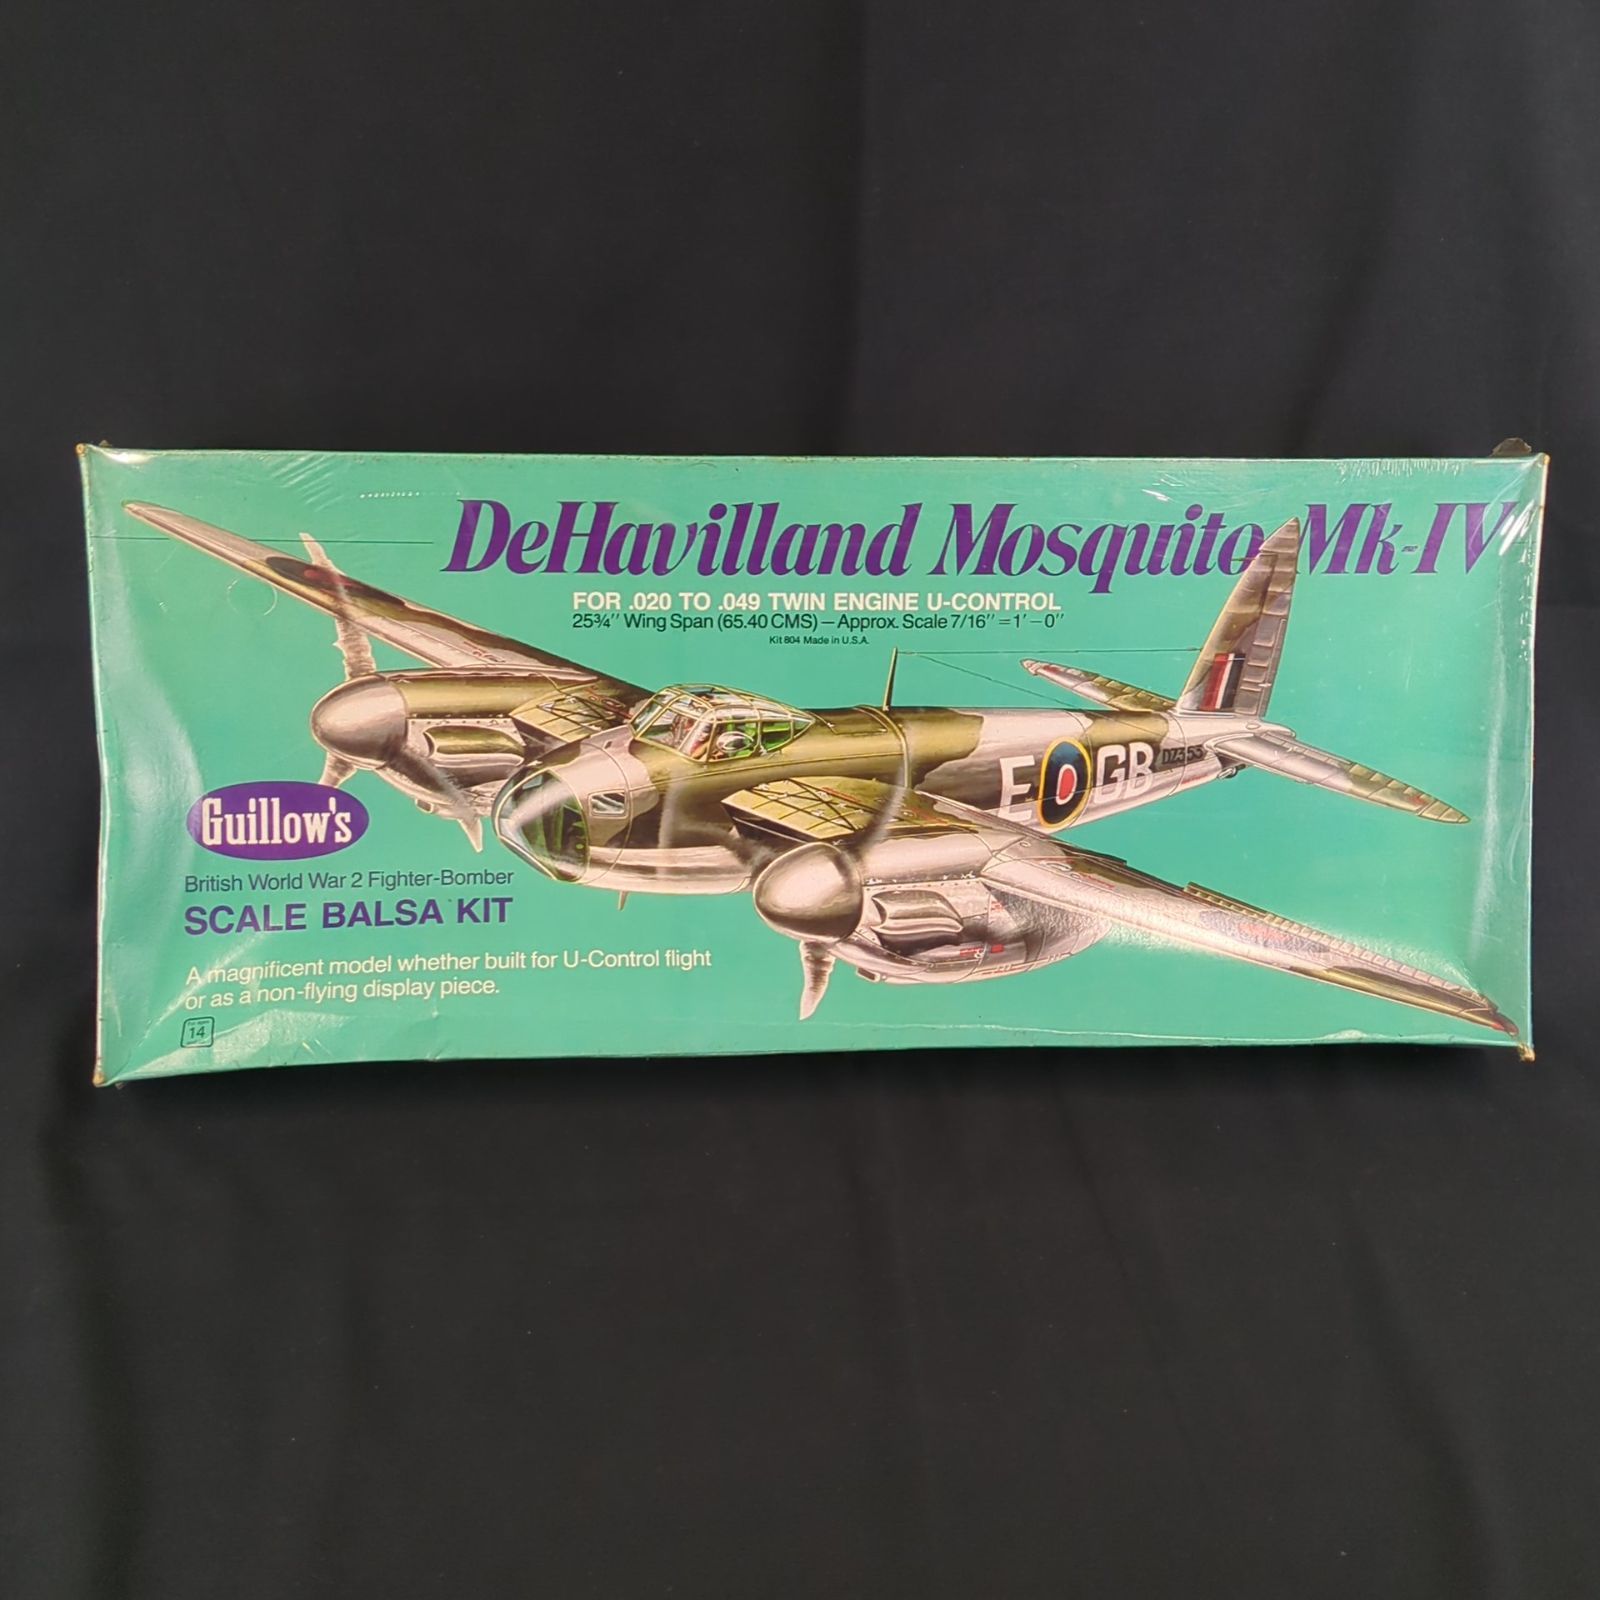 DeHavilland Mosquito Mk-IV
FOR .020 TO .049 TWIN ENGINE U-CONTROL
25¾" Wing Span (65.40 CMS) – Approx. Scale 7/16" = 1' – 0"
Kit 804 Made in U.S.A.
E GB DZ353
Guillow's
British World War 2 Fighter-Bomber
SCALE BALSA KIT
A magnificent model whether built for U-Control flight
or as a non-flying display piece.
14